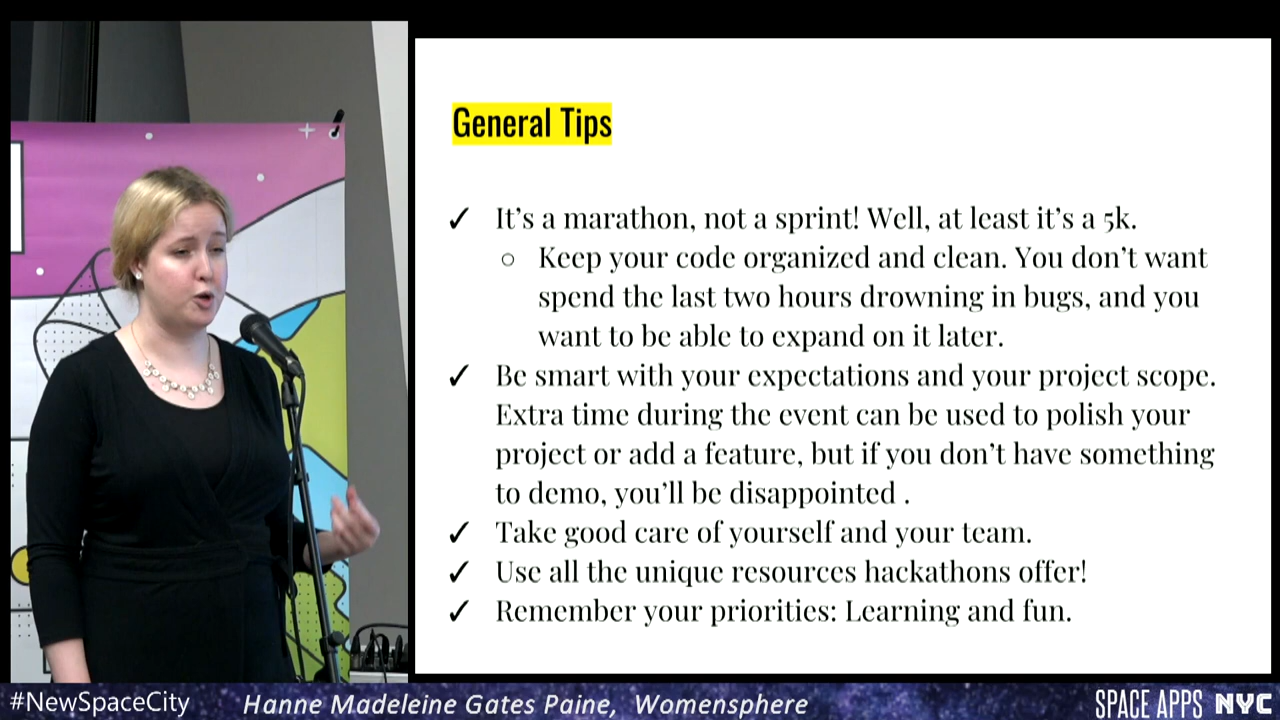 General Tips
✓ It's a marathon, not a sprint! Well, at least it's a 5k.
○ Keep your code organized and clean. You don't want
spend the last two hours drowning in bugs, and you
want to be able to expand on it later.
✓ Be smart with your expectations and your project scope.
Extra time during the event can be used to polish your
project or add a feature, but if you don't have something
to demo, you'll be disappointed .
✓ Take good care of yourself and your team.
✓ Use all the unique resources hackathons offer!
✓ Remember your priorities: Learning and fun.
#NewSpaceCity
Hanne Madeleine Gates Paine, Womensphere
SPACE APPS NYC